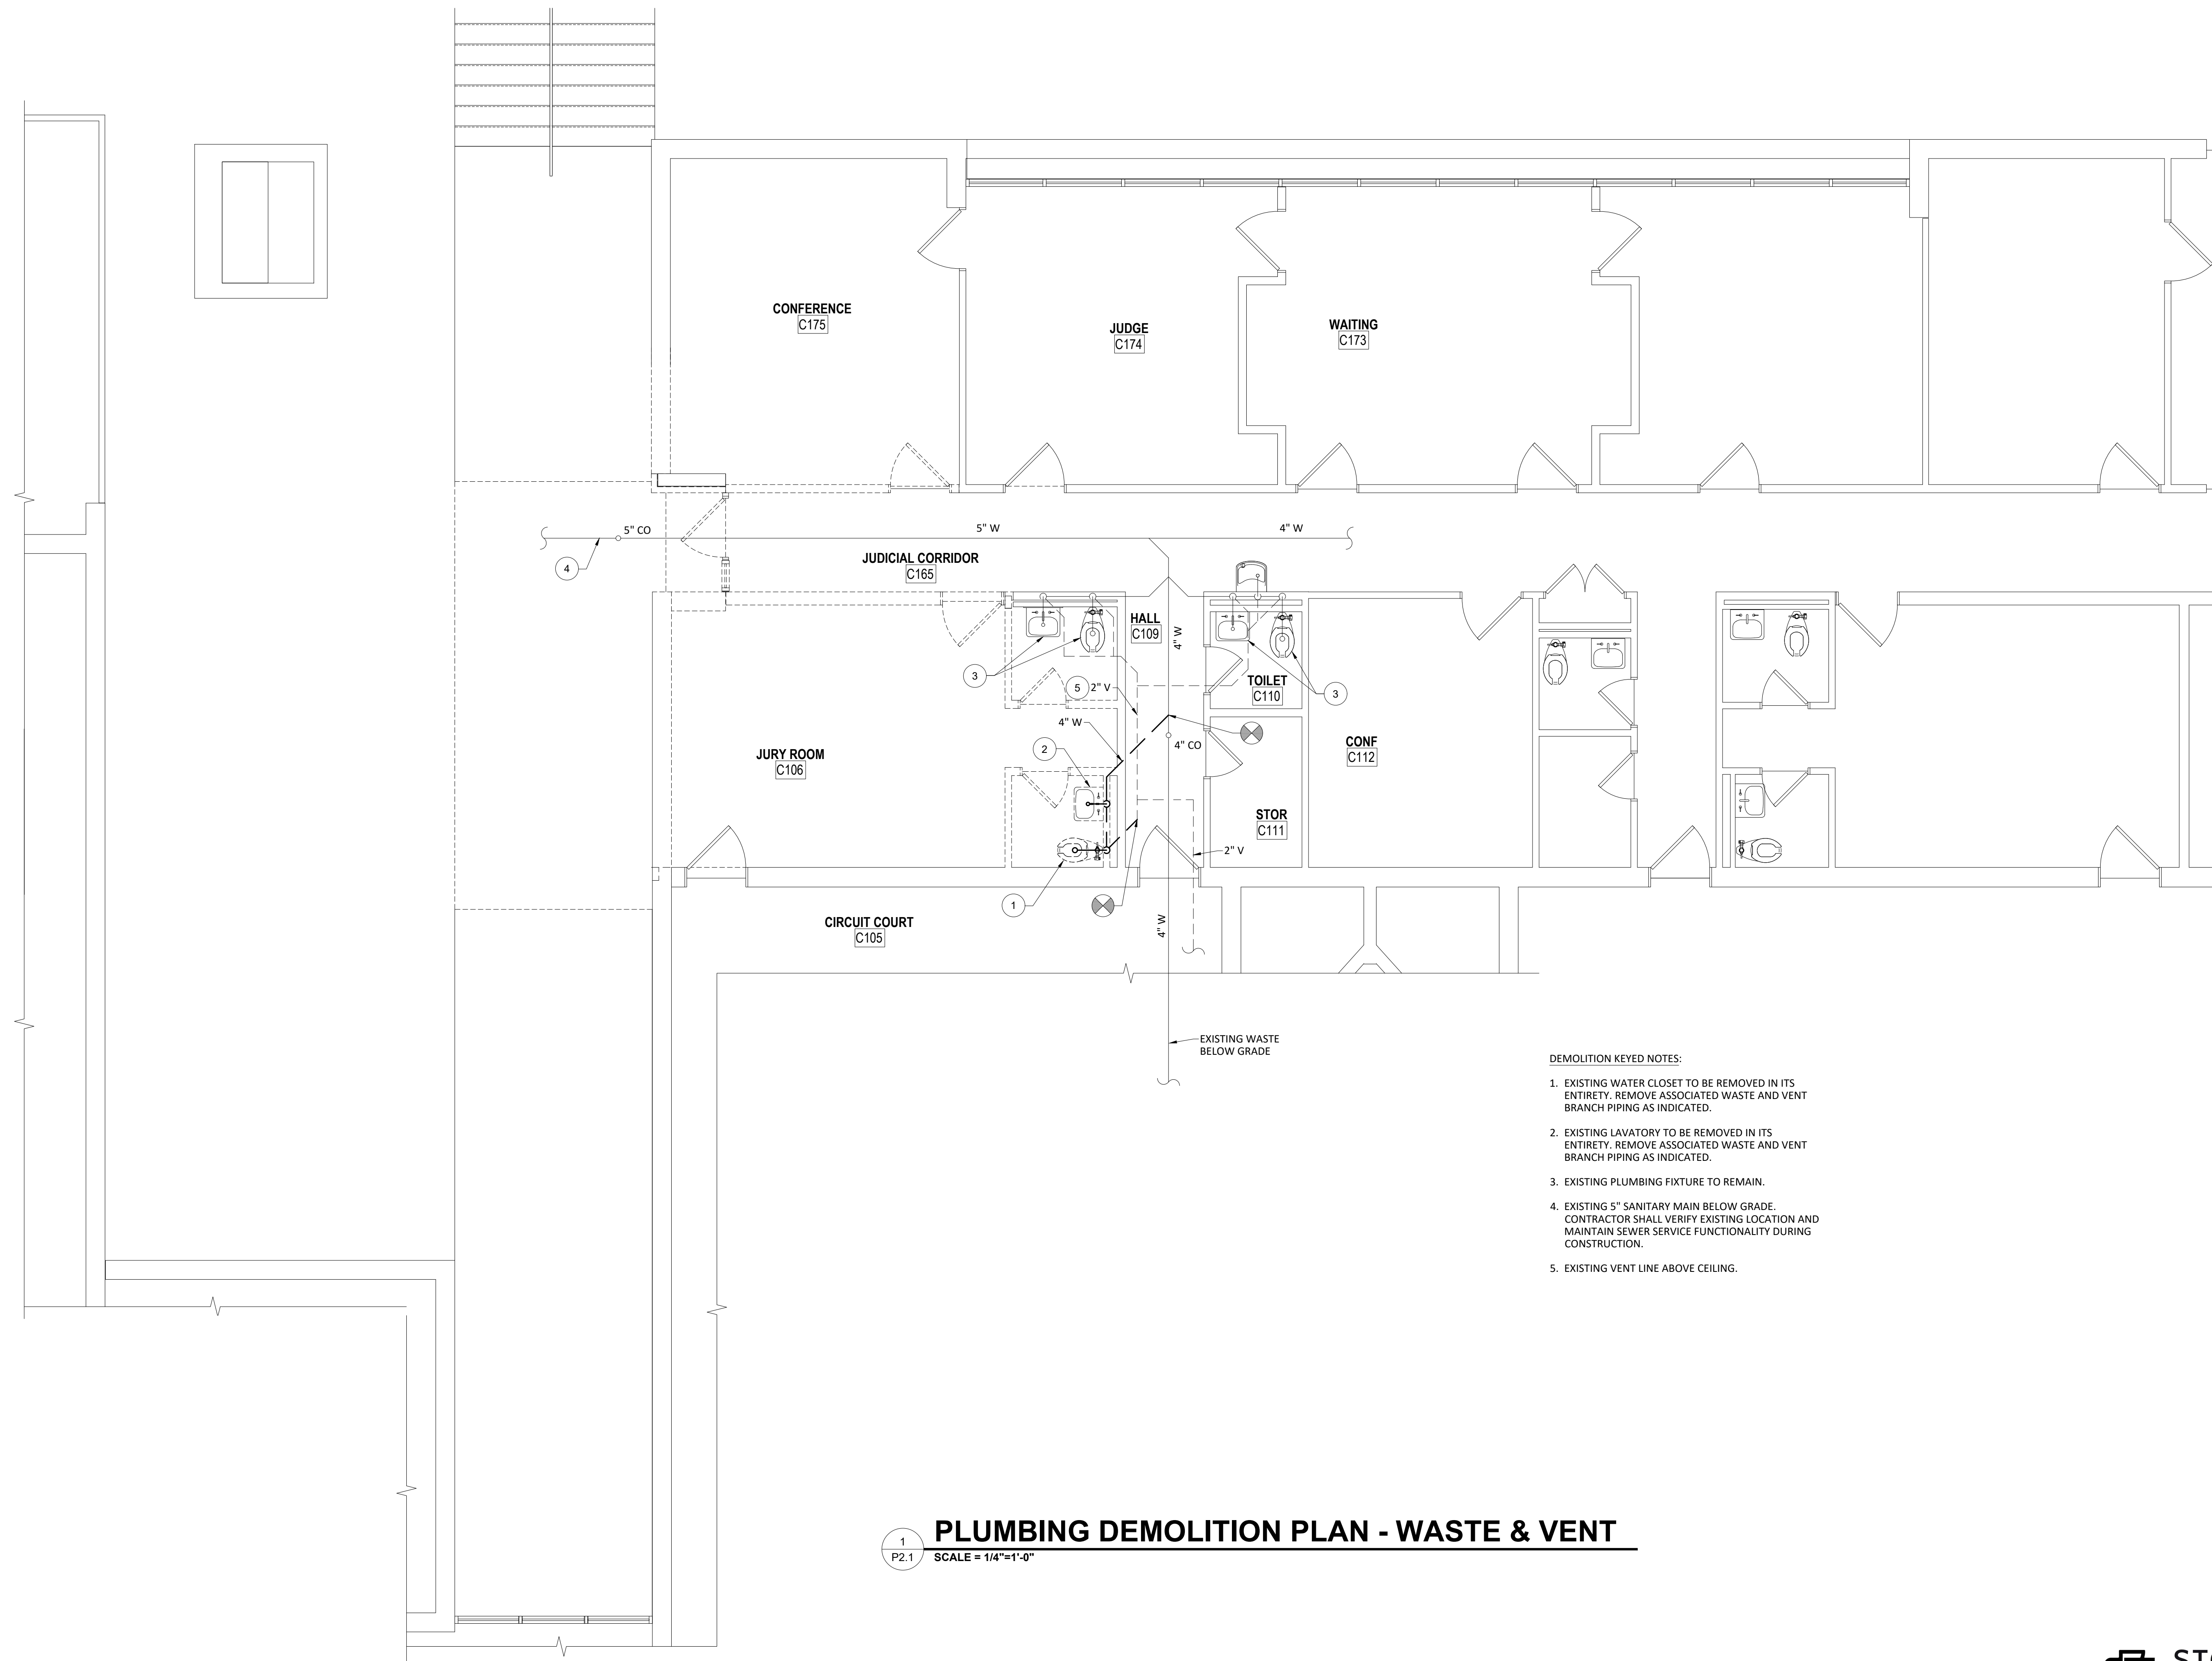 CONFERENCE
C175
JUDGE
C174
WAITING
C173
5" CO
5" W
4" W
4
JUDICIAL CORRIDOR
C165
HALL
C109
4" W
3
5
2" V
TOILET
C110
3
4" W
2
4" CO
JURY ROOM
C106
CONF
C112
STOR
C111
2" V
1
CIRCUIT COURT
C105
4" W
EXISTING WASTE
BELOW GRADE
DEMOLITION KEYED NOTES:
1. EXISTING WATER CLOSET TO BE REMOVED IN ITS
ENTIRETY. REMOVE ASSOCIATED WASTE AND VENT
BRANCH PIPING AS INDICATED.
2. EXISTING LAVATORY TO BE REMOVED IN ITS
ENTIRETY. REMOVE ASSOCIATED WASTE AND VENT
BRANCH PIPING AS INDICATED.
3. EXISTING PLUMBING FIXTURE TO REMAIN.
4. EXISTING 5" SANITARY MAIN BELOW GRADE.
CONTRACTOR SHALL VERIFY EXISTING LOCATION AND
MAINTAIN SEWER SERVICE FUNCTIONALITY DURING
CONSTRUCTION.
5. EXISTING VENT LINE ABOVE CEILING.
1
P2.1
PLUMBING DEMOLITION PLAN - WASTE & VENT
SCALE = 1/4"=1'-0"